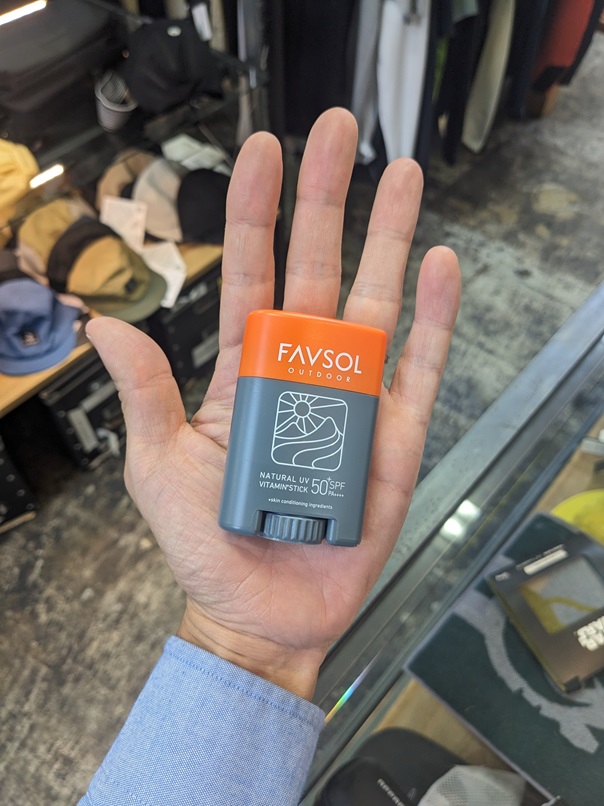 FAVSOL
OUTDOOR
NATURAL UV
VITAMIN*STICK
50+SPF
PA++++
*skin conditioning ingredients